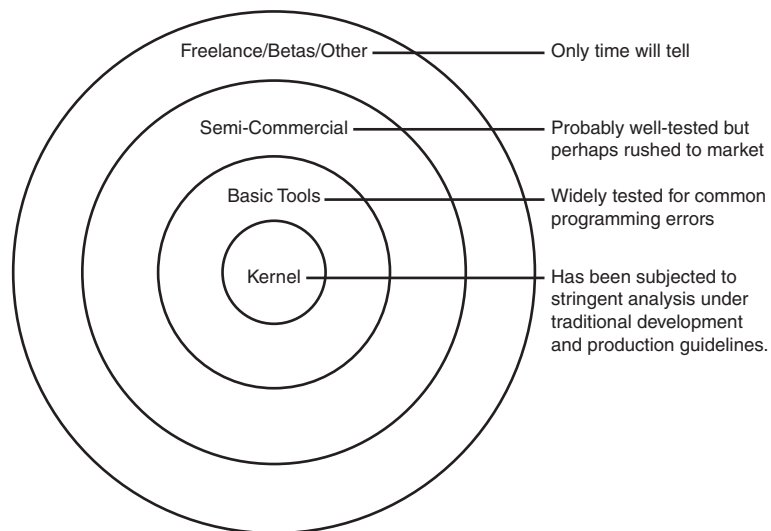 Freelance/Betas/Other
Only time will tell
Semi-Commercial
Probably well-tested but
perhaps rushed to market
Basic Tools
Widely tested for common
programming errors
Kernel
Has been subjected to
stringent analysis under
traditional development
and production guidelines.